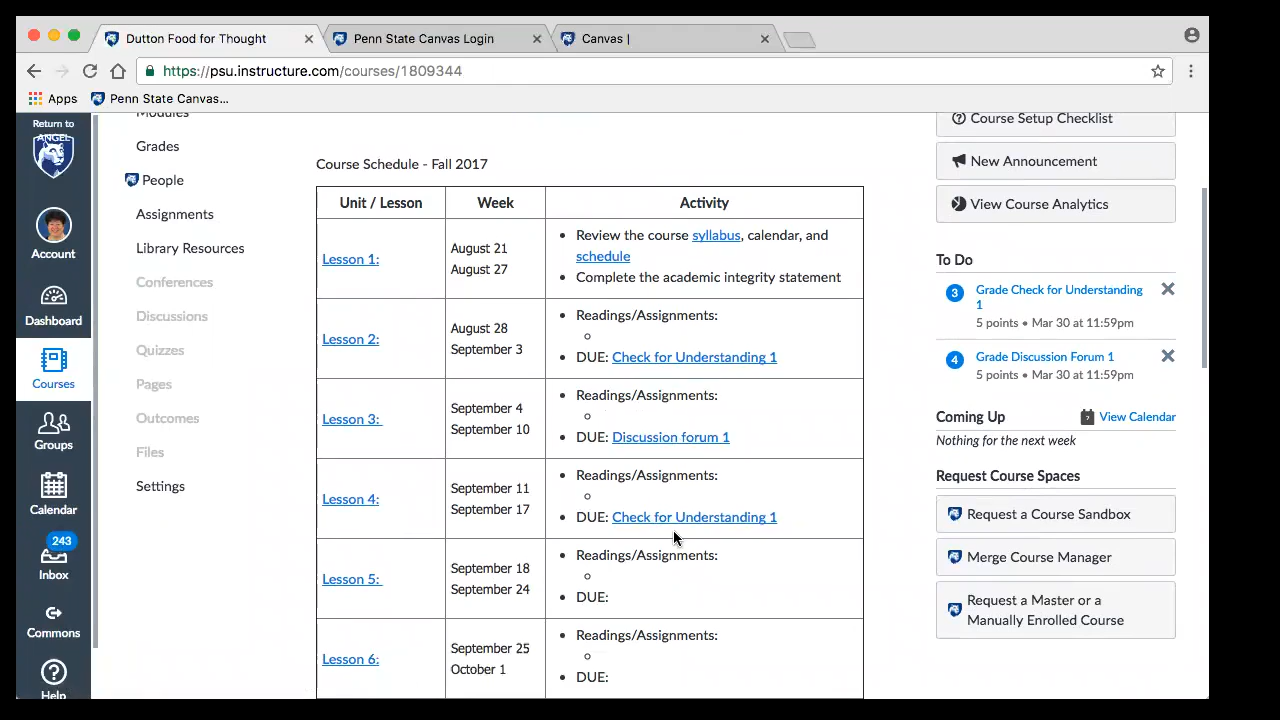 Dutton Food for Thought
Penn State Canvas Login
Canvas |
https://psu.instructure.com/courses/1809344
Apps
Penn State Canvas...
Return to
ANGEL
Account
Dashboard
Courses
Groups
Calendar
243
Inbox
Commons
Help
Modules
Grades
People
Assignments
Library Resources
Conferences
Discussions
Quizzes
Pages
Outcomes
Files
Settings
Course Schedule - Fall 2017
Unit / Lesson
Week
Activity
Lesson 1:
August 21
August 27
Review the course syllabus, calendar, and
schedule
Complete the academic integrity statement
Lesson 2:
August 28
September 3
Readings/Assignments:
DUE: Check for Understanding 1
Lesson 3:
September 4
September 10
Readings/Assignments:
DUE: Discussion forum 1
Lesson 4:
September 11
September 17
Readings/Assignments:
DUE: Check for Understanding 1
Lesson 5:
September 18
September 24
Readings/Assignments:
DUE:
Lesson 6:
September 25
October 1
Readings/Assignments:
DUE:
Course Setup Checklist
New Announcement
View Course Analytics
To Do
3
Grade Check for Understanding
1
5 points • Mar 30 at 11:59pm
4
Grade Discussion Forum 1
5 points • Mar 30 at 11:59pm
Coming Up
View Calendar
Nothing for the next week
Request Course Spaces
Request a Course Sandbox
Merge Course Manager
Request a Master or a
Manually Enrolled Course